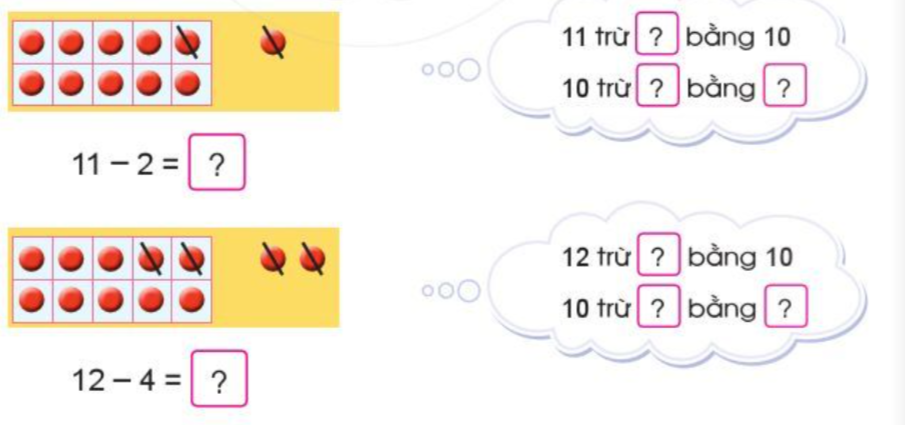 11 trừ ? bằng 10
10 trừ ? bằng ?
11 – 2 = ?
12 trừ ? bằng 10
10 trừ ? bằng ?
12 – 4 = ?